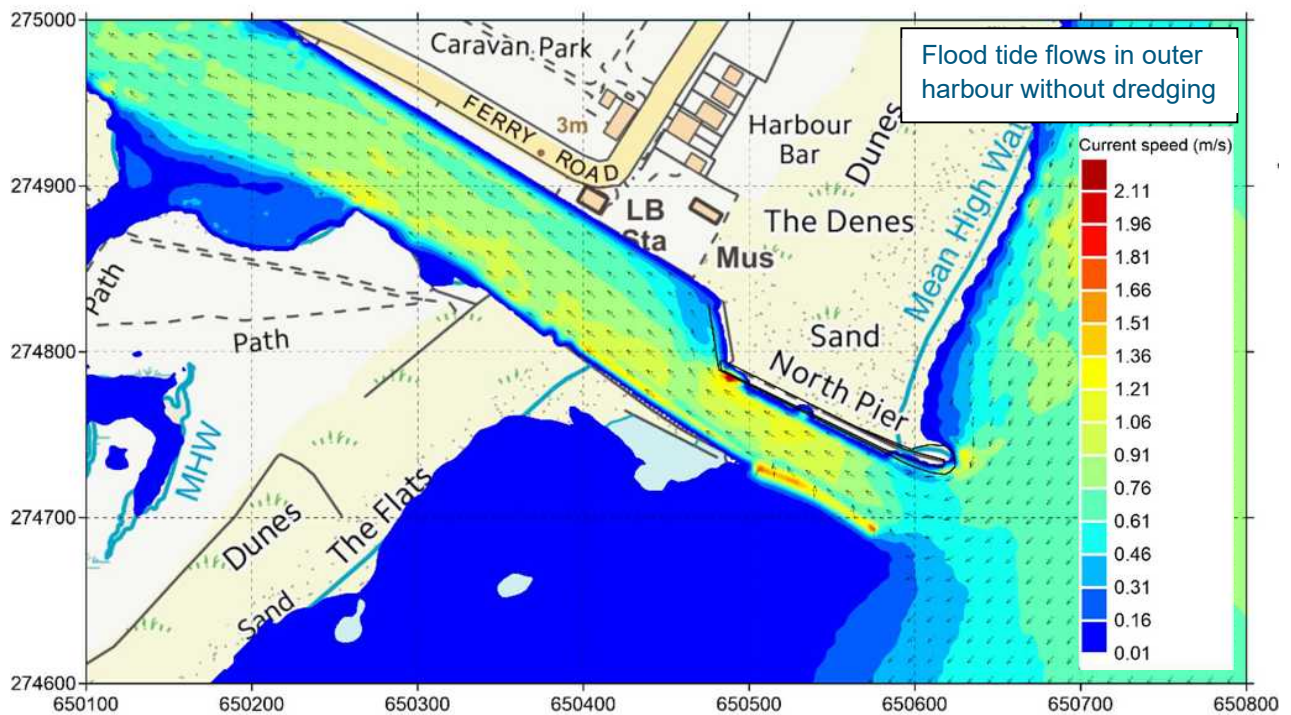 275000
274900
274800
274700
274600
650100
650200
650300
650400
650500
650600
650700
650800
Flood tide flows in outer
harbour without dredging
Current speed (m/s)
2.11
1.96
1.81
1.66
1.51
1.36
1.21
1.06
0.91
0.76
0.61
0.46
0.31
0.16
0.01
Caravan Park
FERRY ROAD
3m
Harbour
Bar
Dunes
The Denes
LB
Sta
Mus
Mean High Wat
Sand
North Pier
Path
Path
MHW
Dunes
The Flats
Sand